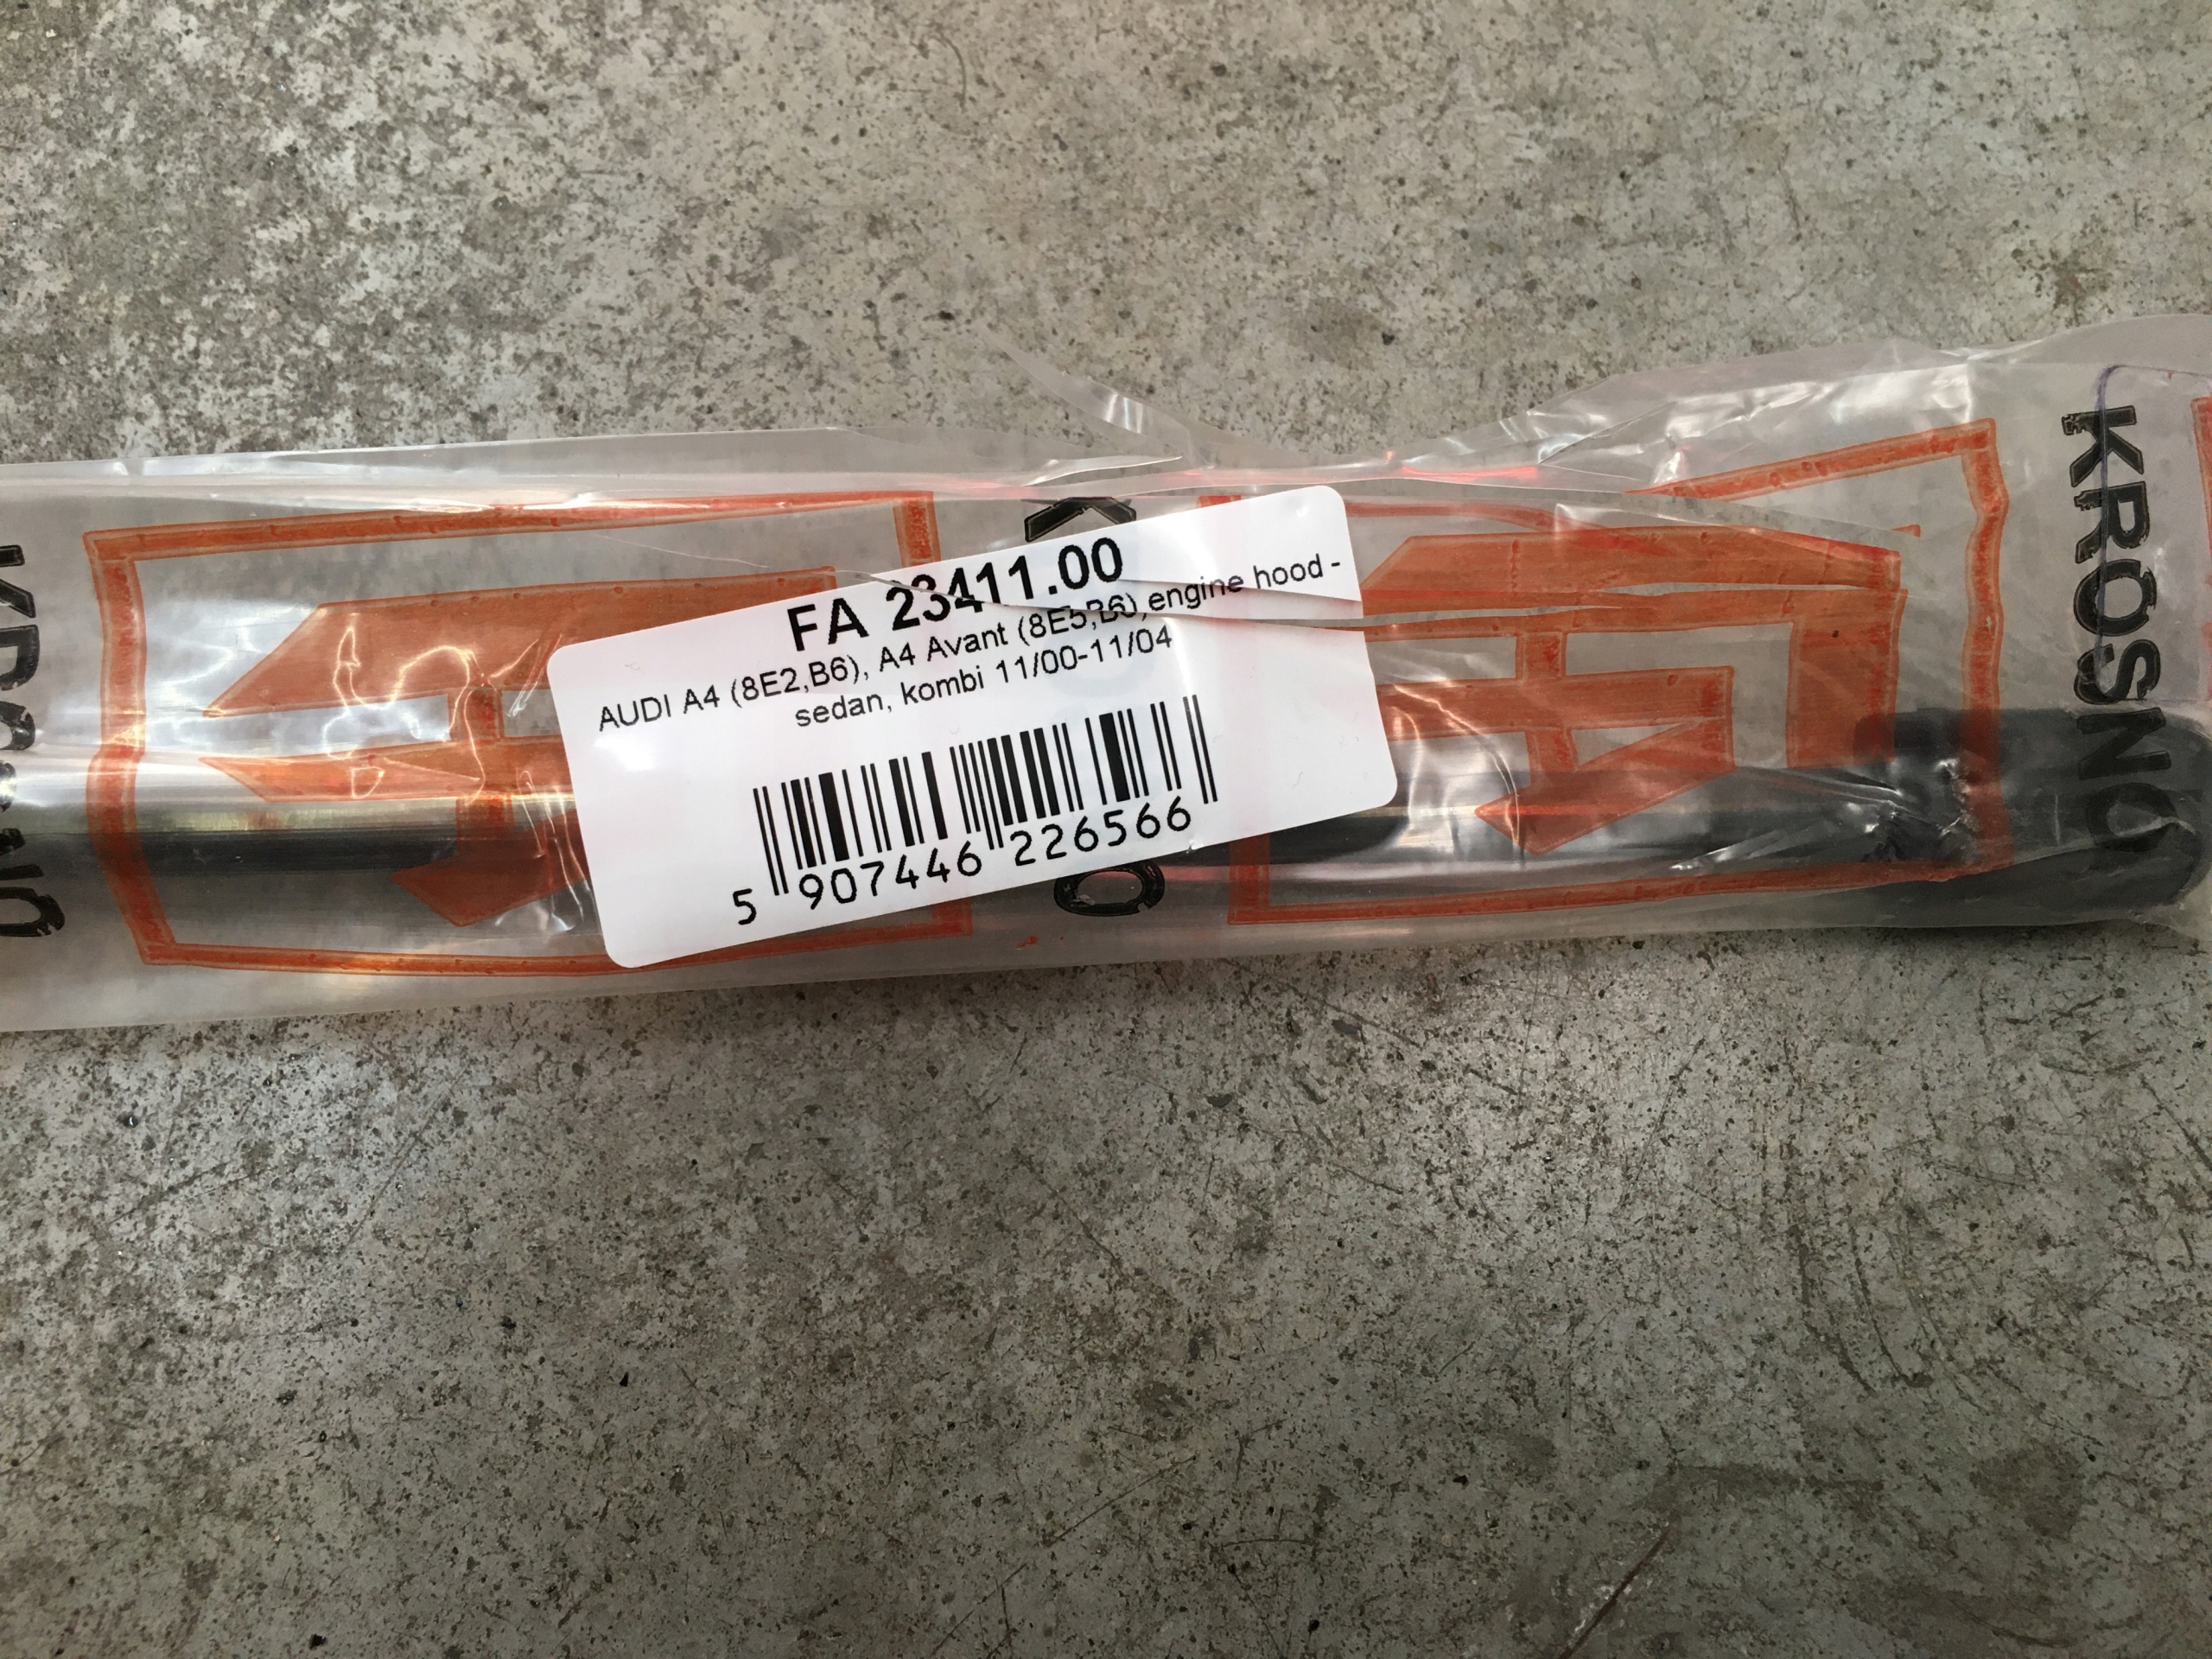 FA 23411.00
AUDI A4 (8E2,B6), A4 Avant (8E5,B6) engine hood -
sedan, kombi 11/00-11/04
5 907446 226566
KROSNO